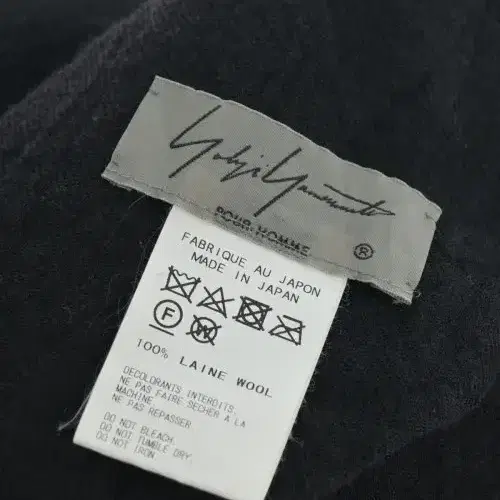 Yohji Yamamoto
POUR HOMME
®
FABRIQUE AU JAPON
MADE IN JAPAN
F
W
100% LAINE WOOL
DECOLORANTS INTERDITS.
NE PAS FAIRE SECHER A LA
MACHINE
NE PAS REPASSER.
DO NOT BLEACH.
DO NOT TUMBLE DRY.
DO NOT IRON.